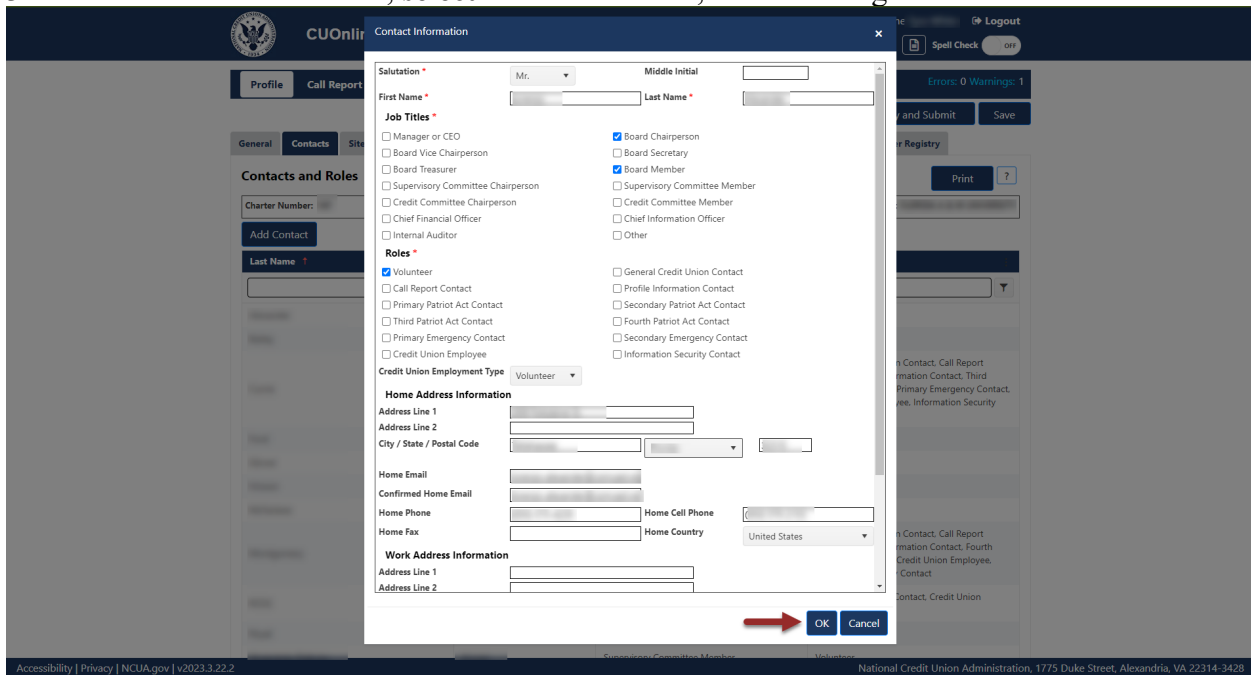 CUOnlin
Contact Information
×
Logout
Spell Check OFF
Profile
Call Report
Errors: 0 Warnings: 1
and Submit
Save
General
Contacts
Site
Registry
Contacts and Roles
Print
?
Charter Number:
Add Contact
Last Name ↑
Salutation *
Mr.
Middle Initial
First Name *
Last Name *
Job Titles *
Manager or CEO
Board Chairperson
Board Vice Chairperson
Board Secretary
Board Treasurer
Board Member
Supervisory Committee Chairperson
Supervisory Committee Member
Credit Committee Chairperson
Credit Committee Member
Chief Financial Officer
Chief Information Officer
Internal Auditor
Other
Roles *
Volunteer
General Credit Union Contact
Call Report Contact
Profile Information Contact
Primary Patriot Act Contact
Secondary Patriot Act Contact
Third Patriot Act Contact
Fourth Patriot Act Contact
Primary Emergency Contact
Secondary Emergency Contact
Credit Union Employee
Information Security Contact
Credit Union Employment Type
Volunteer
Home Address Information
Address Line 1
Address Line 2
City / State / Postal Code
Home Email
Confirmed Home Email
Home Phone
Home Cell Phone
Home Fax
Home Country
United States
Work Address Information
Address Line 1
Address Line 2
OK
Cancel
n Contact, Call Report
rmation Contact, Third
Primary Emergency Contact,
yee, Information Security
n Contact, Call Report
rmation Contact, Fourth
Credit Union Employee,
Contact
Contact, Credit Union
Supervisory Committee Member
Volunteer
Accessibility | Privacy | NCUA.gov | v2023.3.22.2
National Credit Union Administration, 1775 Duke Street, Alexandria, VA 22314-3428